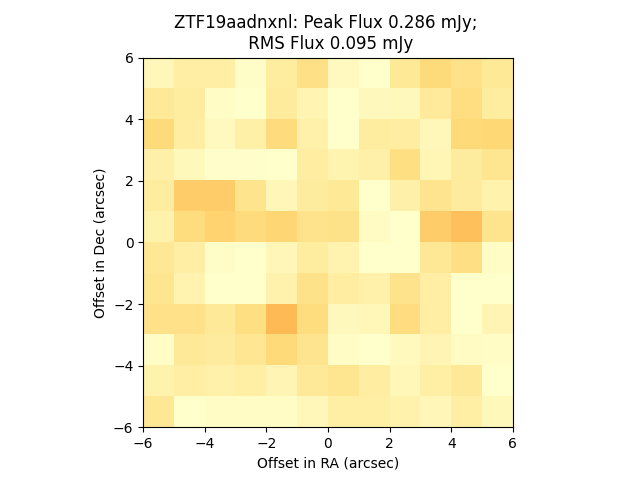 ZTF19aadnxnl: Peak Flux 0.286 mJy;
RMS Flux 0.095 mJy
6
4
2
0
−2
−4
−6
Offset in Dec (arcsec)
−6 −4 −2 0 2 4 6
Offset in RA (arcsec)